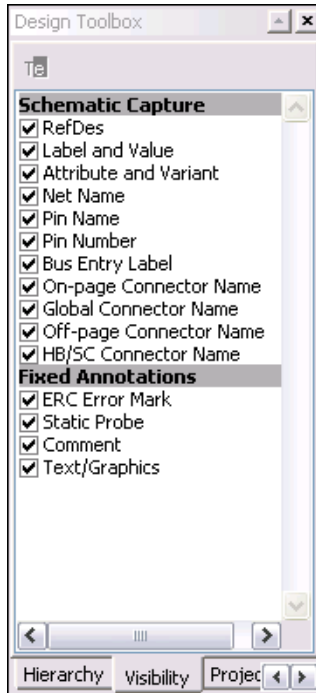 Design Toolbox
Te
Schematic Capture
RefDes
Label and Value
Attribute and Variant
Net Name
Pin Name
Pin Number
Bus Entry Label
On-page Connector Name
Global Connector Name
Off-page Connector Name
HB/SC Connector Name
Fixed Annotations
ERC Error Mark
Static Probe
Comment
Text/Graphics
Hierarchy Visibility Projec